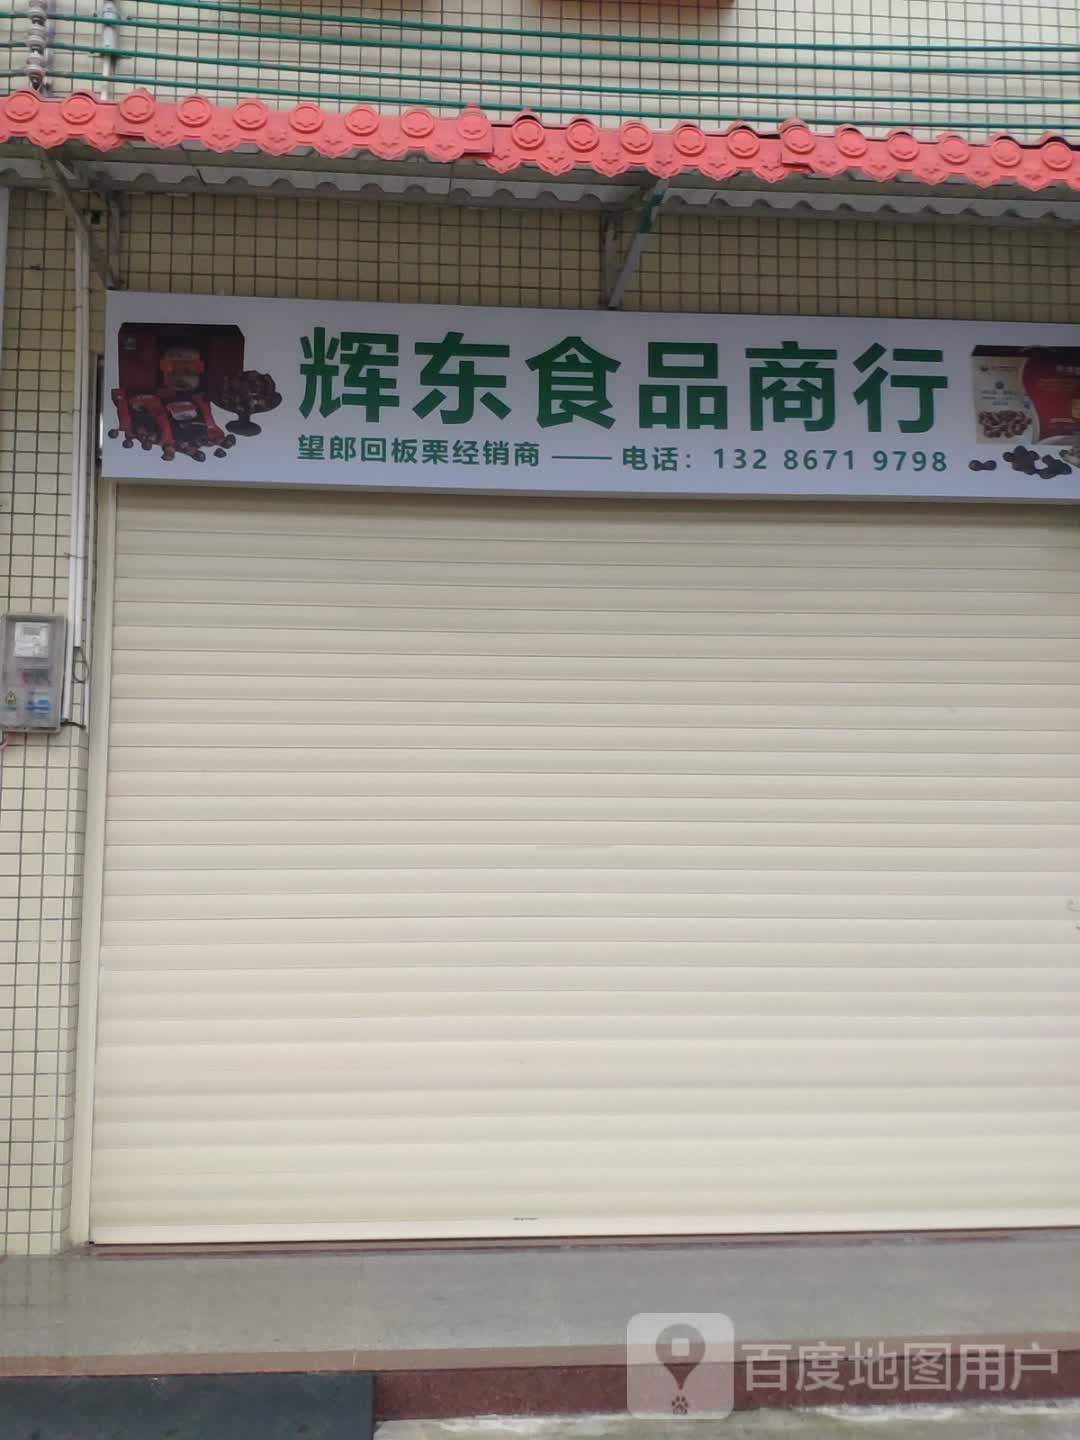 辉东食品商行
望郎回板栗经销商 —— 电话：132 8671 9798
百度地图用户